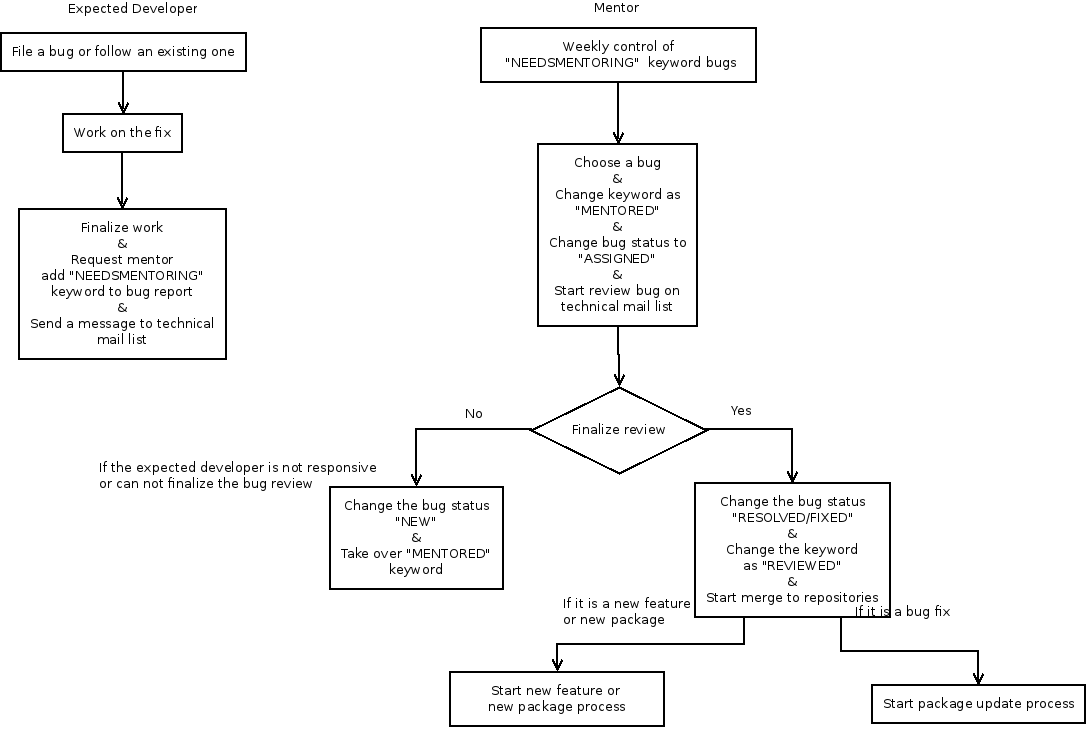 Expected Developer
File a bug or follow an existing one
Work on the fix
Finalize work
&
Request mentor
add "NEEDSMENTORING"
keyword to bug report
&
Send a message to technical
mail list
Mentor
Weekly control of
"NEEDSMENTORING" keyword bugs
Choose a bug
&
Change keyword as
"MENTORED"
&
Change bug status to
"ASSIGNED"
&
Start review bug on
technical mail list
Finalize review
No
If the expected developer is not responsive
or can not finalize the bug review
Change the bug status
"NEW"
&
Take over "MENTORED"
keyword
Yes
Change the bug status
"RESOLVED/FIXED"
&
Change the keyword
as "REVIEWED"
&
Start merge to repositories
If it is a new feature
or new package
Start new feature or
new package process
If it is a bug fix
Start package update process